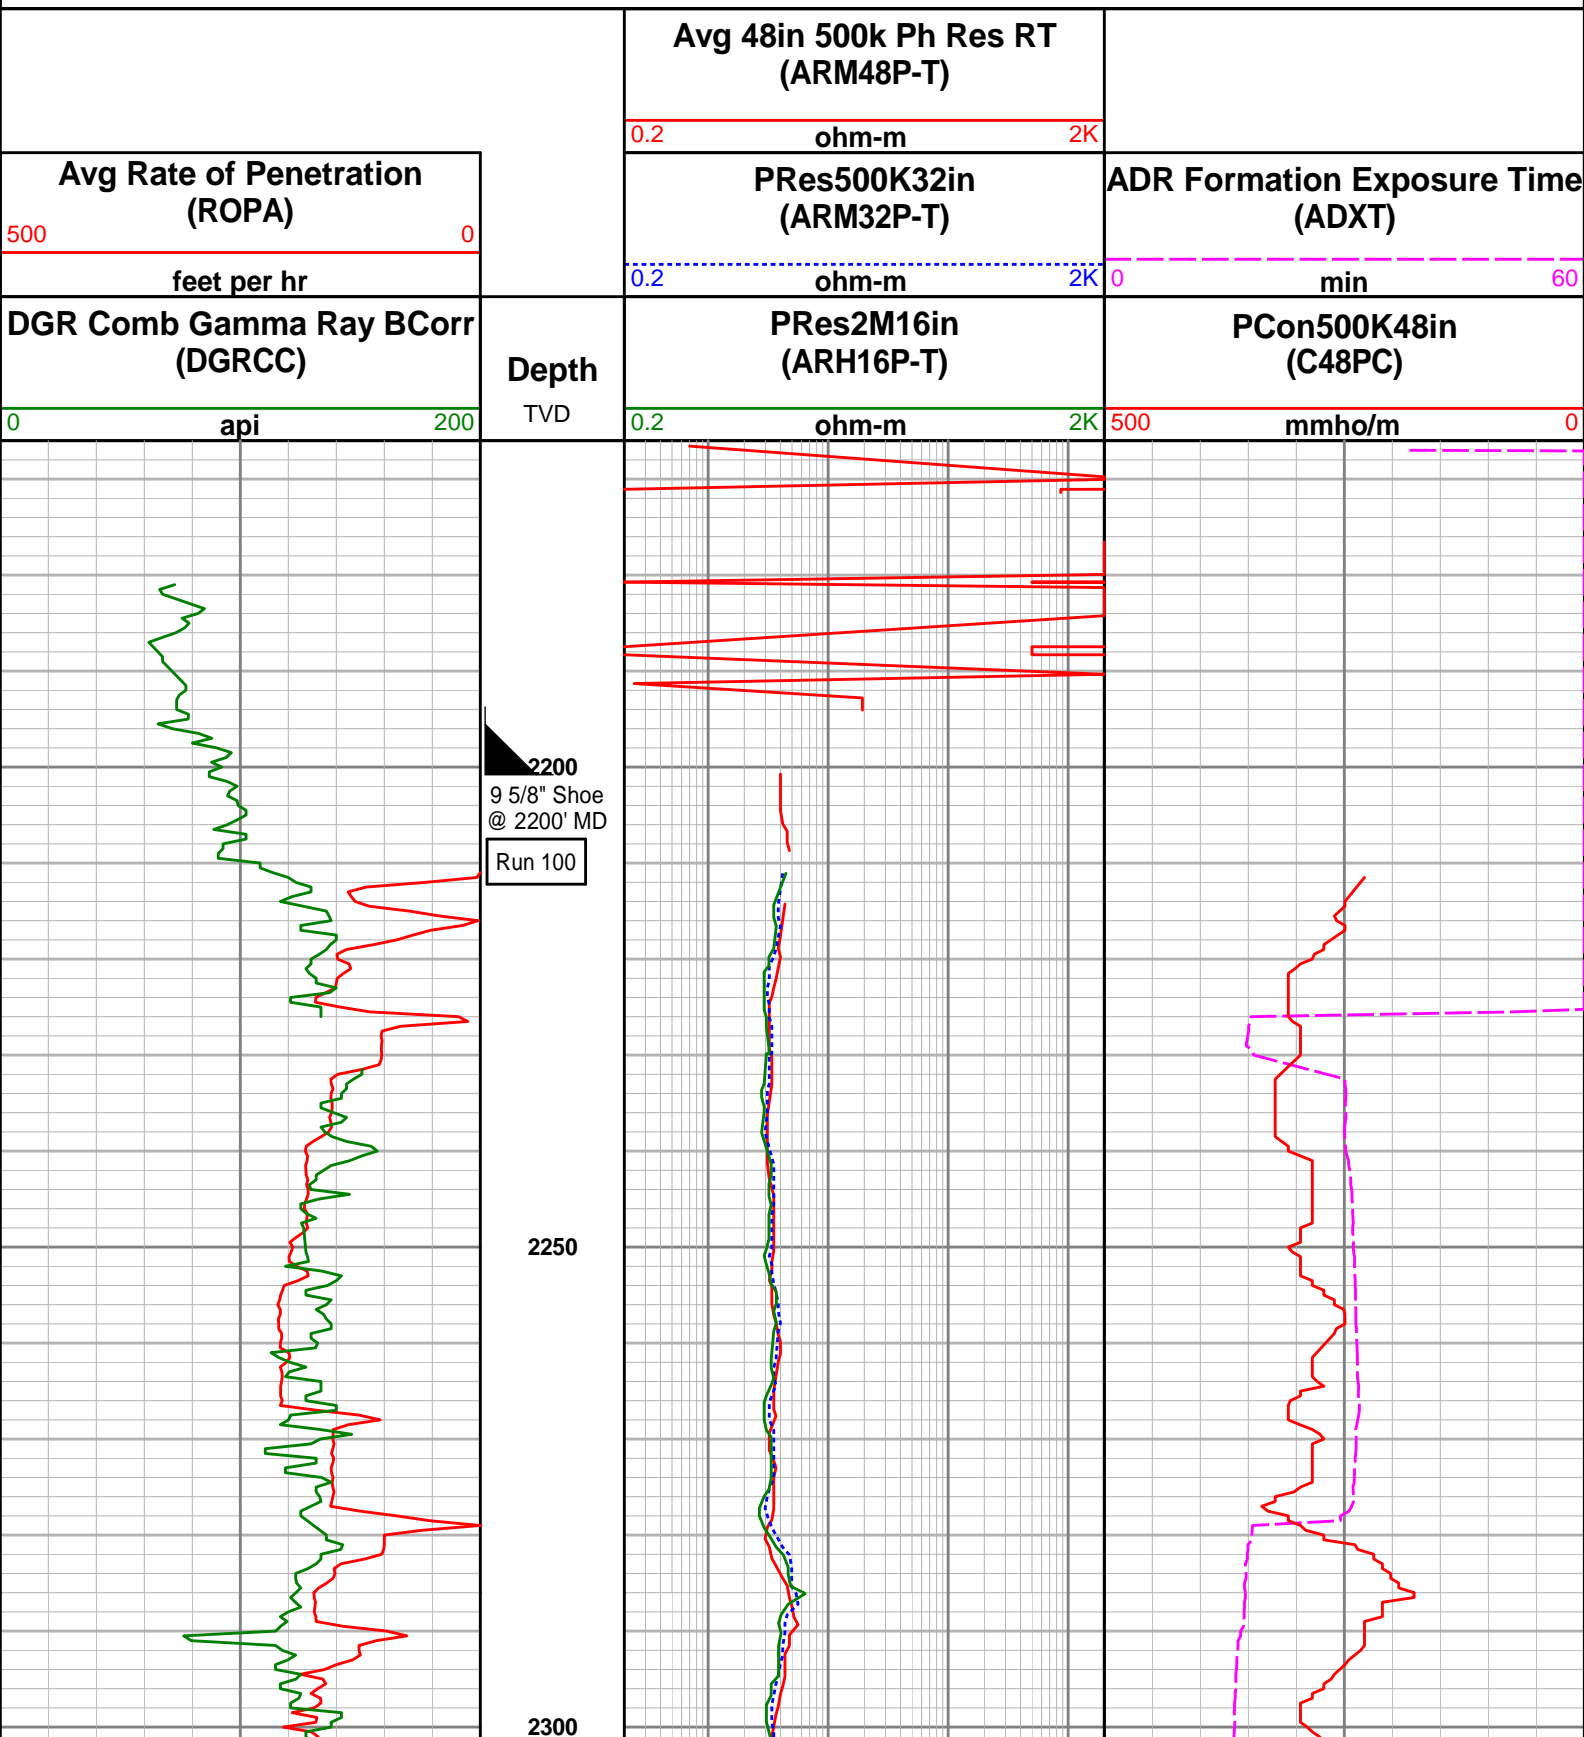 Avg 48in 500k Ph Res RT
(ARM48P-T)
0.2 ohm-m 2K
Avg Rate of Penetration
(ROPA)
500 0
feet per hr
PRes500K32in
(ARM32P-T)
0.2 ohm-m 2K
ADR Formation Exposure Time
(ADXT)
0 min 60
DGR Comb Gamma Ray BCorr
(DGRCC)
0 api 200
Depth
TVD
PRes2M16in
(ARH16P-T)
0.2 ohm-m 2K
PCon500K48in
(C48PC)
500 mmho/m 0
2200
9 5/8" Shoe
@ 2200' MD
Run 100
2250
2300